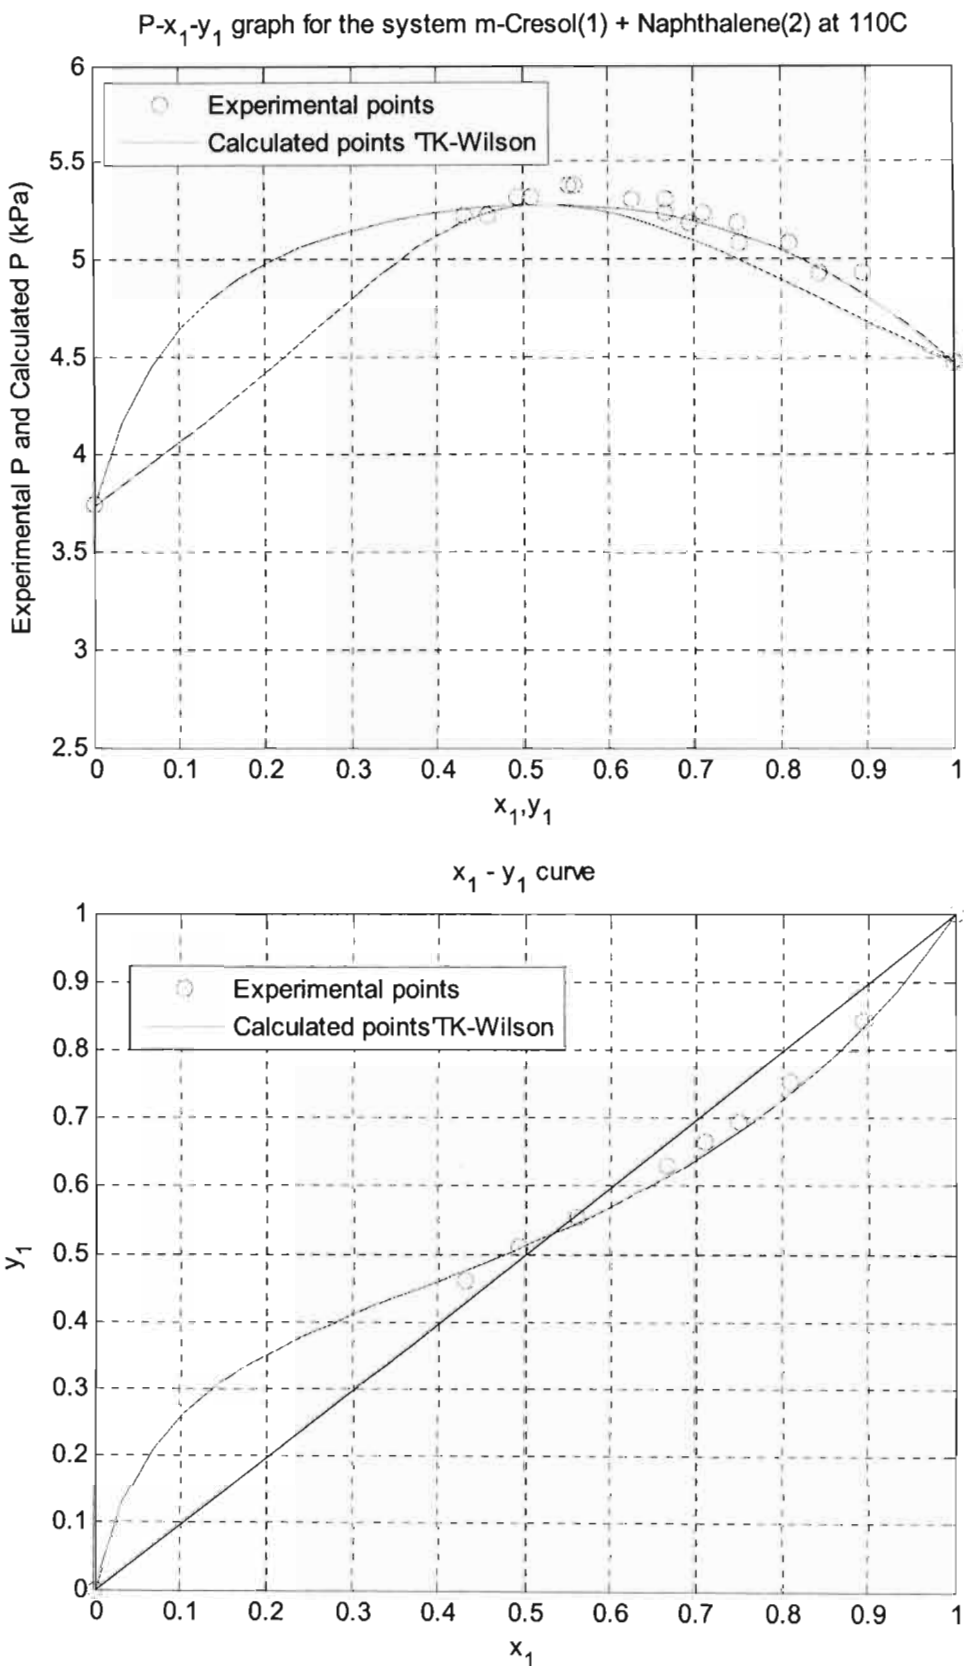 P-x1-y1 graph for the system m-Cresol(1) + Naphthalene(2) at 110C
6
5.5
5
4.5
4
3.5
3
2.5
Experimental P and Calculated P (kPa)
Experimental points
Calculated points 'TK-Wilson
0 0.1 0.2 0.3 0.4 0.5 0.6 0.7 0.8 0.9 1
x1,y1
x1 - y1 curve
1
0.9
0.8
0.7
0.6
0.5
0.4
0.3
0.2
0.1
0
y1
Experimental points
Calculated points'TK-Wilson
0 0.1 0.2 0.3 0.4 0.5 0.6 0.7 0.8 0.9 1
x1